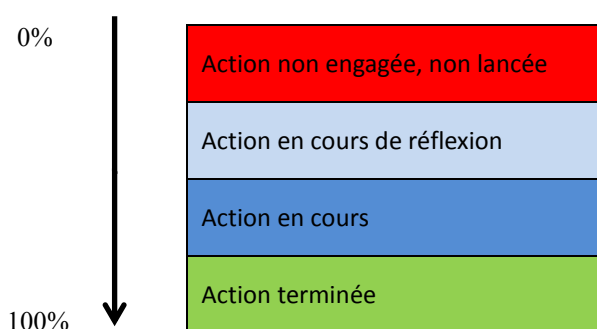 0%
Action non engagée, non lancée
Action en cours de réflexion
Action en cours
Action terminée
100%